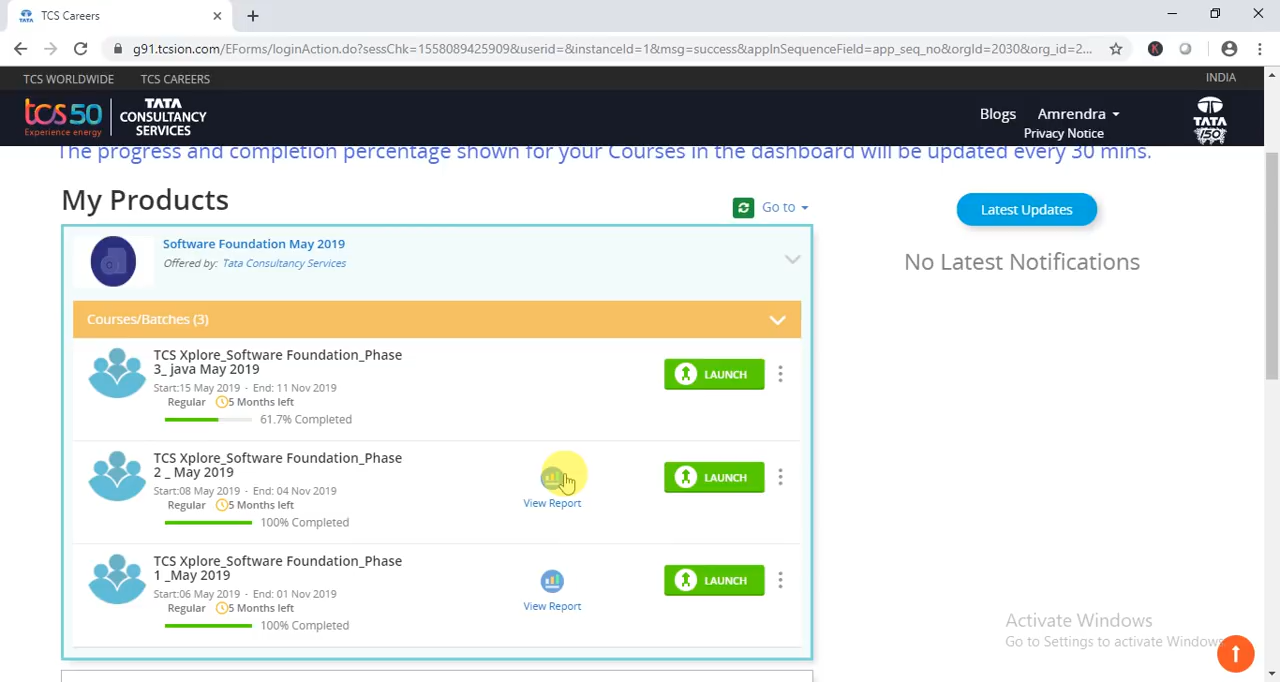 TCS Careers
g91.tcsion.com/EForms/loginAction.do?sessChk=1558089425909&userid=&instanceId=1&msg=success&appInSequenceField=app_seq_no&orgId=2030&org_id=2...
K
TCS WORLDWIDE TCS CAREERS INDIA
tcs50 Experience energy
TATA CONSULTANCY SERVICES
Blogs Amrendra
Privacy Notice
TATA
150
The progress and completion percentage shown for your Courses in the dashboard will be updated every 30 mins.
My Products
Go to
Latest Updates
No Latest Notifications
Software Foundation May 2019
Offered by: Tata Consultancy Services
Courses/Batches (3)
TCS Xplore_Software Foundation_Phase
3_ java May 2019
Start:15 May 2019 - End: 11 Nov 2019
Regular 5 Months left
61.7% Completed
LAUNCH
TCS Xplore_Software Foundation_Phase
2 _ May 2019
Start:08 May 2019 - End: 04 Nov 2019
Regular 5 Months left
100% Completed
View Report
LAUNCH
TCS Xplore_Software Foundation_Phase
1 _May 2019
Start:06 May 2019 - End: 01 Nov 2019
Regular 5 Months left
100% Completed
View Report
LAUNCH
Activate Windows
Go to Settings to activate Windows